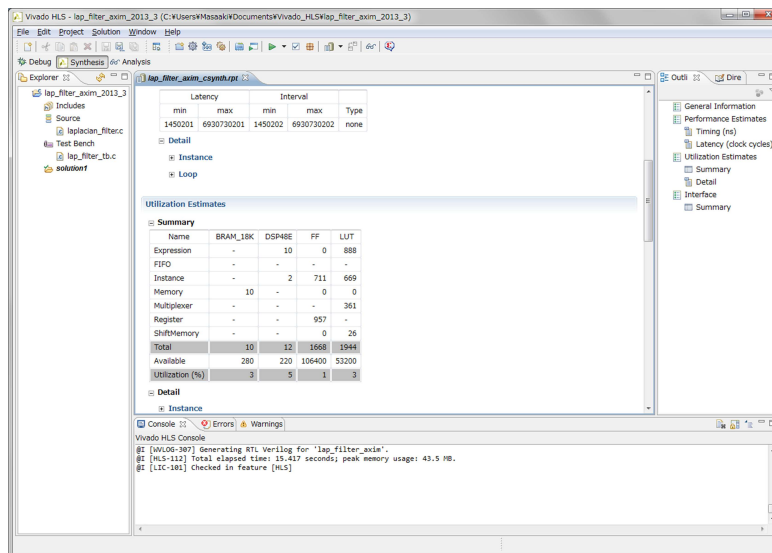 Vivado HLS - lap_filter_axim_2013_3 (C:¥Users¥Masaaki¥Documents¥Vivado_HLS¥lap_filter_axim_2013_3)
File Edit Project Solution Window Help
Debug Synthesis Analysis
Explorer
lap_filter_axim_2013_3
Includes
Source
laplacian_filter.c
Test Bench
lap_filter_tb.c
solution1
lap_filter_axim_csynth.rpt
Latency Interval
min max min max Type
1450201 6930730201 1450202 6930730202 none
Detail
Instance
Loop
Utilization Estimates
Summary
Name BRAM_18K DSP48E FF LUT
Expression - 10 0 888
FIFO - - - -
Instance - 2 711 669
Memory 10 - 0 0
Multiplexer - - - 361
Register - - 957 -
ShiftMemory - - 0 26
Total 10 12 1668 1944
Available 280 220 106400 53200
Utilization (%) 3 5 1 3
Detail
Instance
Outli Dire
General Information
Performance Estimates
Timing (ns)
Latency (clock cycles)
Utilization Estimates
Summary
Detail
Interface
Summary
Console Errors Warnings
Vivado HLS Console
@I [WVLOG-307] Generating RTL Verilog for 'lap_filter_axim'.
@I [HLS-112] Total elapsed time: 15.417 seconds; peak memory usage: 43.5 MB.
@I [LIC-101] Checked in feature [HLS]